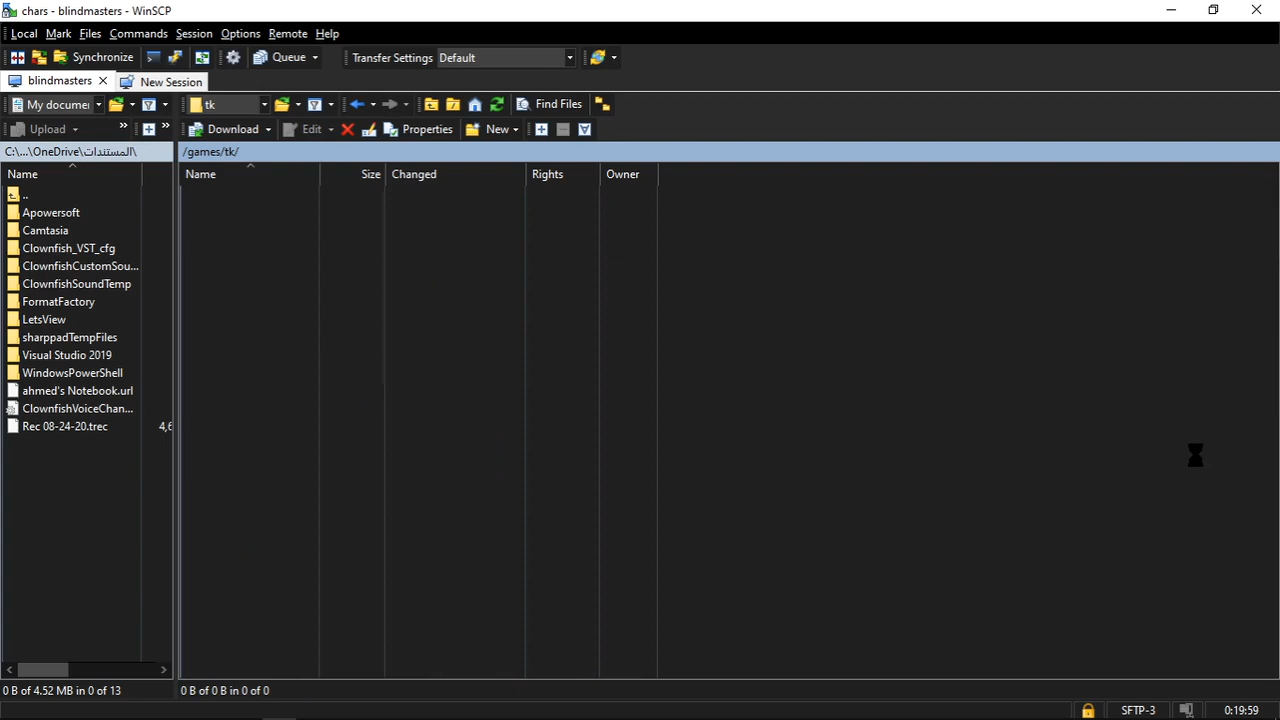 chars - blindmasters - WinSCP
Local Mark Files Commands Session Options Remote Help
Synchronize Queue Transfer Settings Default
blindmasters New Session
My docume tk Find Files
Upload » » Download Edit Properties New
C:\...\OneDrive\المستندات\ /games/tk/
Name Name Size Changed Rights Owner
..
Apowersoft
Camtasia
Clownfish_VST_cfg
ClownfishCustomSou...
ClownfishSoundTemp
FormatFactory
LetsView
sharppadTempFiles
Visual Studio 2019
WindowsPowerShell
ahmed's Notebook.url
ClownfishVoiceChan...
Rec 08-24-20.trec 4,6
0 B of 4.52 MB in 0 of 13 0 B of 0 B in 0 of 0
SFTP-3 0:19:59